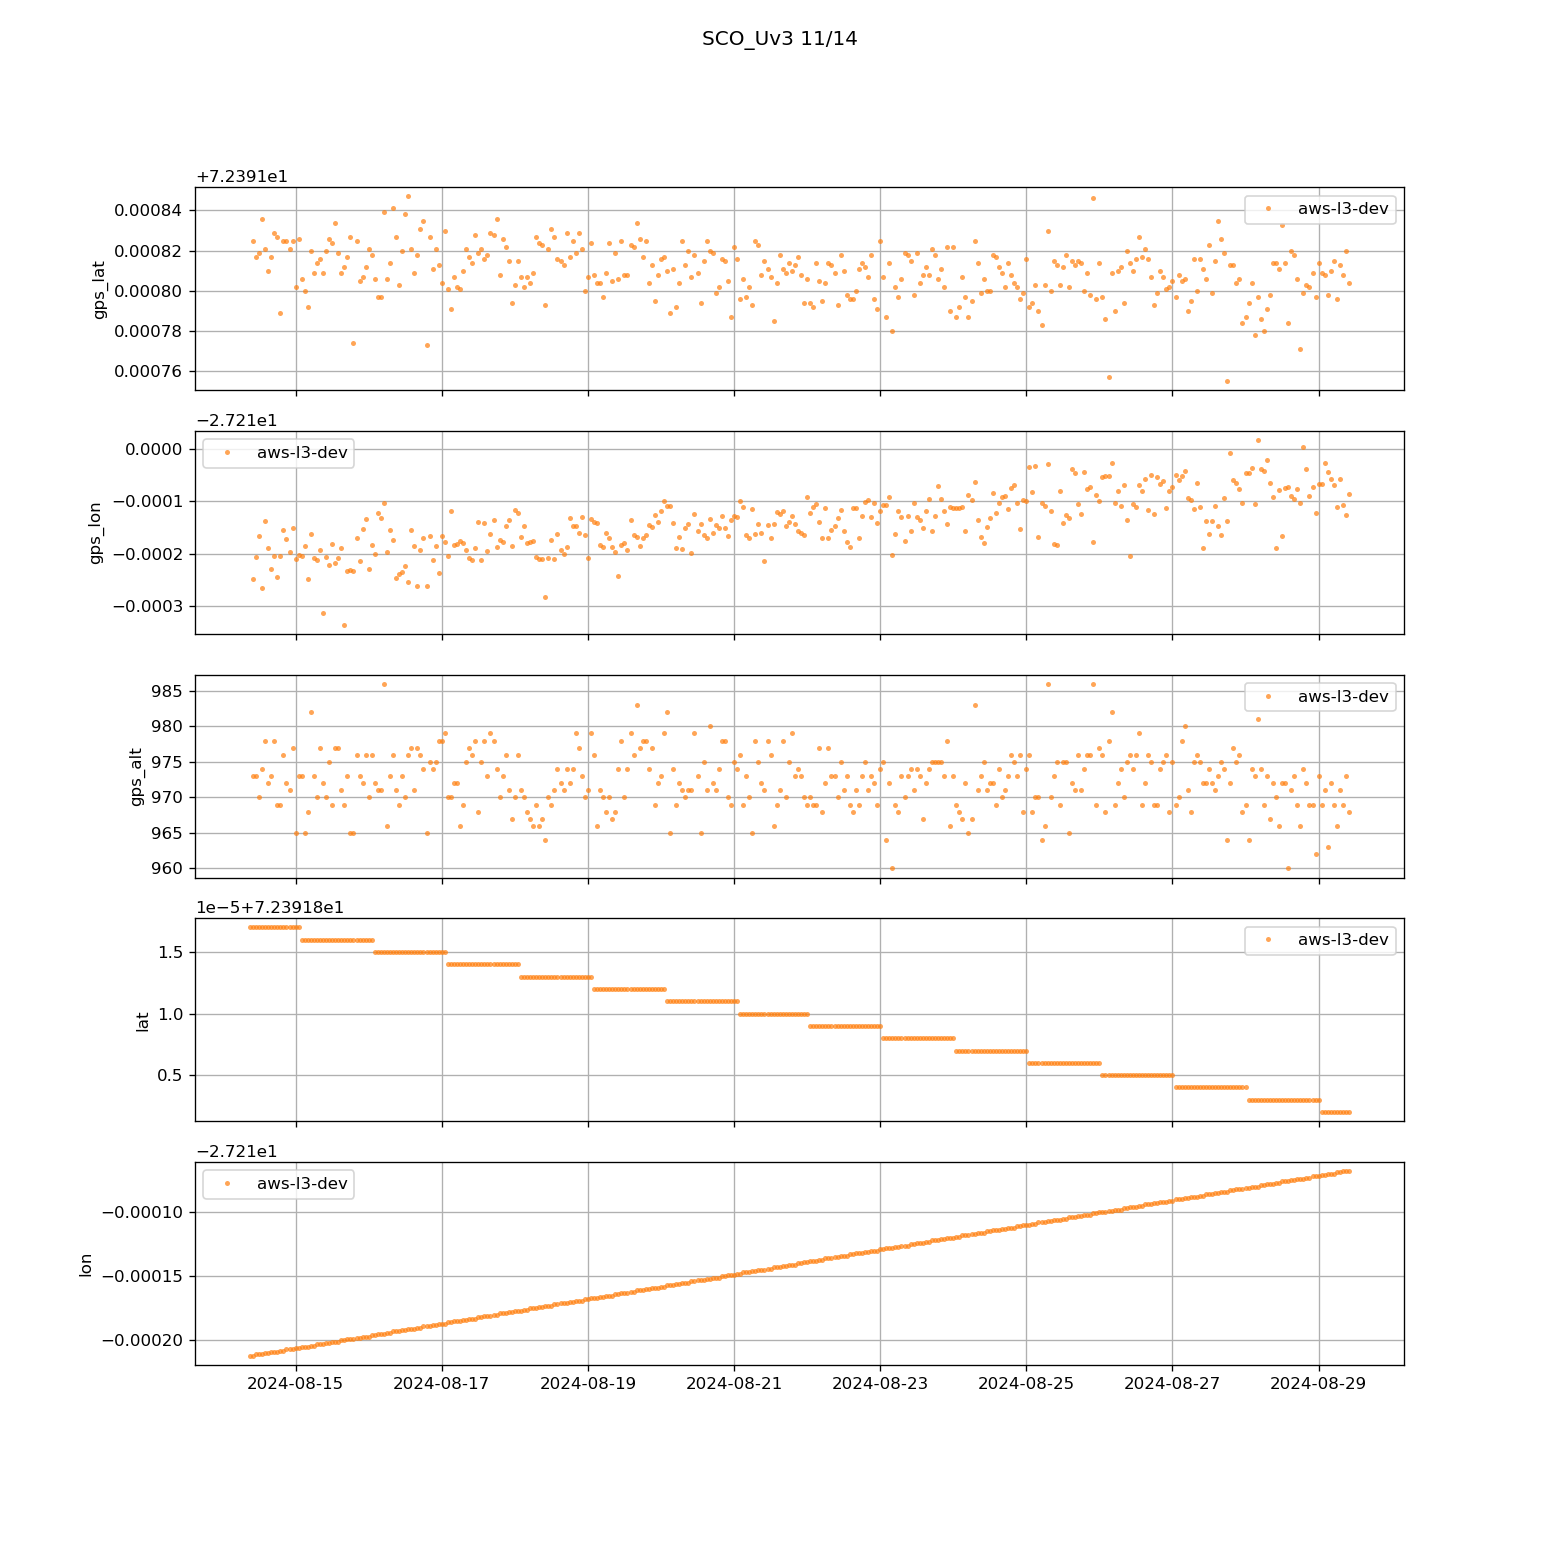 SCO_Uv3 11/14
+7.2391e1
0.00084
0.00082
0.00080
0.00078
0.00076
gps_lat
aws-l3-dev
−2.721e1
0.0000
−0.0001
−0.0002
−0.0003
gps_lon
aws-l3-dev
985
980
975
970
965
960
gps_alt
aws-l3-dev
1e−5+7.23918e1
1.5
1.0
0.5
lat
aws-l3-dev
−2.721e1
−0.00010
−0.00015
−0.00020
lon
aws-l3-dev
2024-08-15 2024-08-17 2024-08-19 2024-08-21 2024-08-23 2024-08-25 2024-08-27 2024-08-29